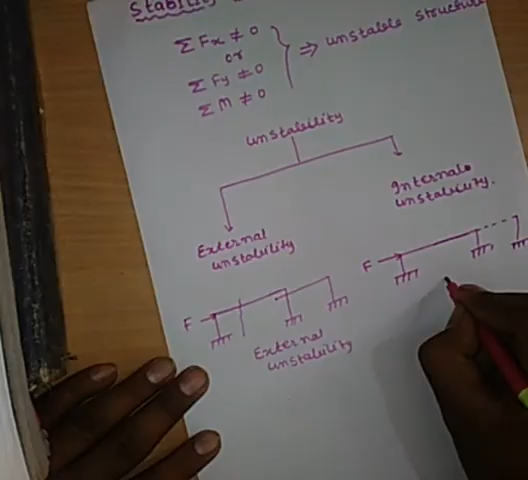 Stability
ΣFx ≠ 0
or
ΣFy ≠ 0
ΣM ≠ 0
⇒ unstable structure
unstability
External
unstability
Internal
unstability.
F
F
External
unstability